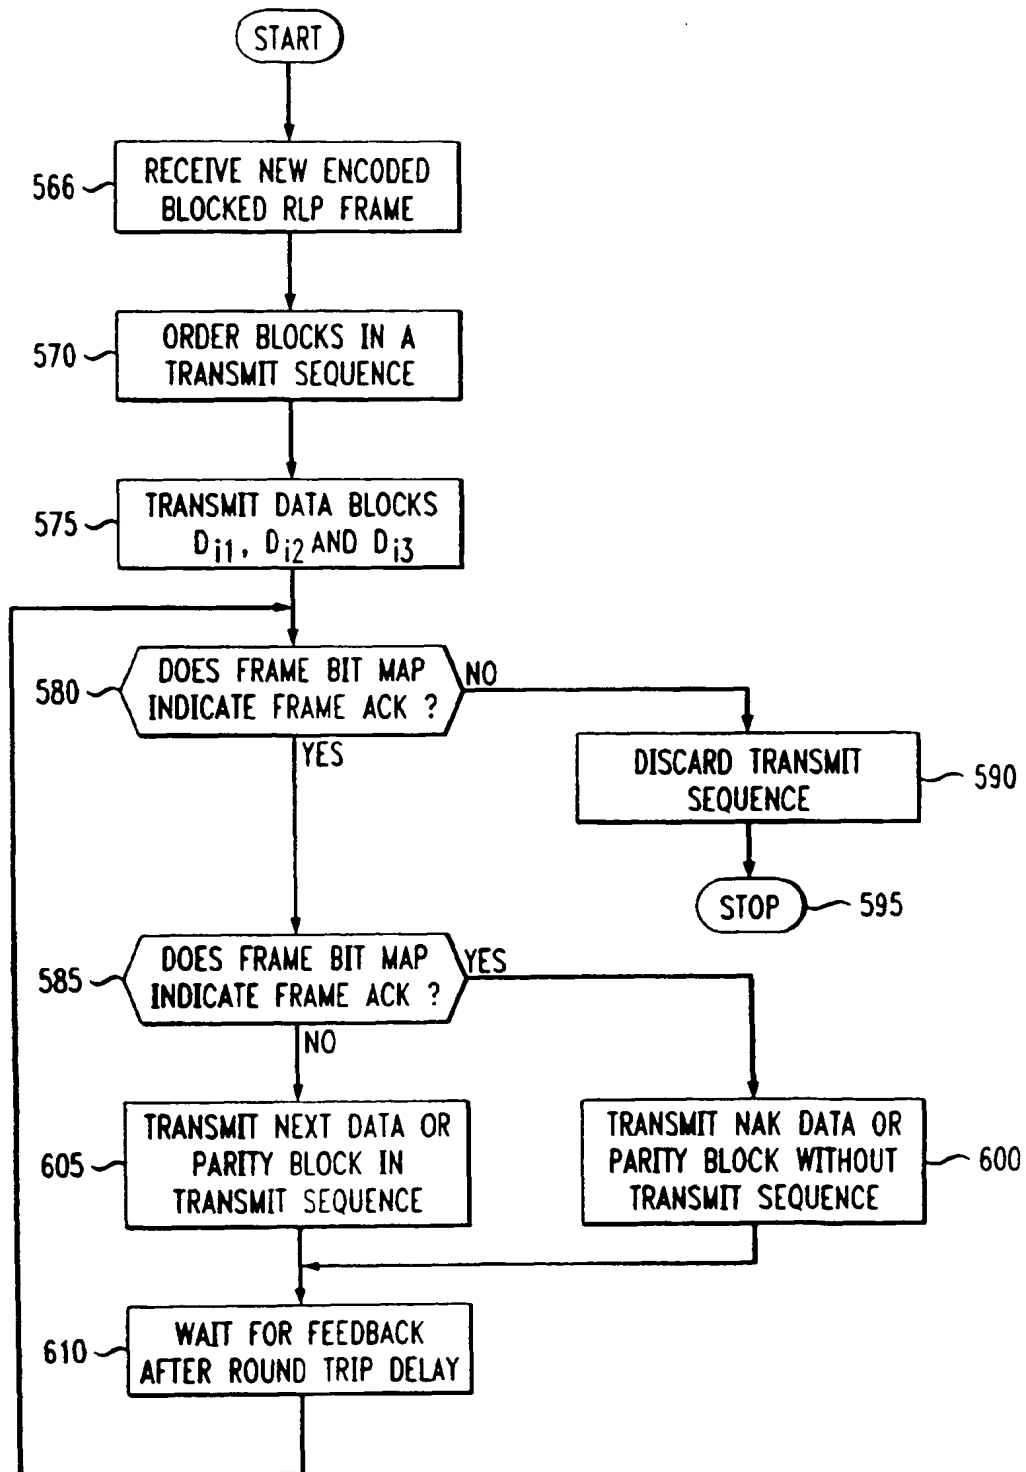 START
566
RECEIVE NEW ENCODED
BLOCKED RLP FRAME
570
ORDER BLOCKS IN A
TRANSMIT SEQUENCE
575
TRANSMIT DATA BLOCKS
Di1, Di2 AND Di3
580
DOES FRAME BIT MAP
INDICATE FRAME ACK ?
NO
YES
DISCARD TRANSMIT
SEQUENCE
590
STOP
595
585
DOES FRAME BIT MAP
INDICATE FRAME ACK ?
YES
NO
605
TRANSMIT NEXT DATA OR
PARITY BLOCK IN
TRANSMIT SEQUENCE
TRANSMIT NAK DATA OR
PARITY BLOCK WITHOUT
TRANSMIT SEQUENCE
600
610
WAIT FOR FEEDBACK
AFTER ROUND TRIP DELAY